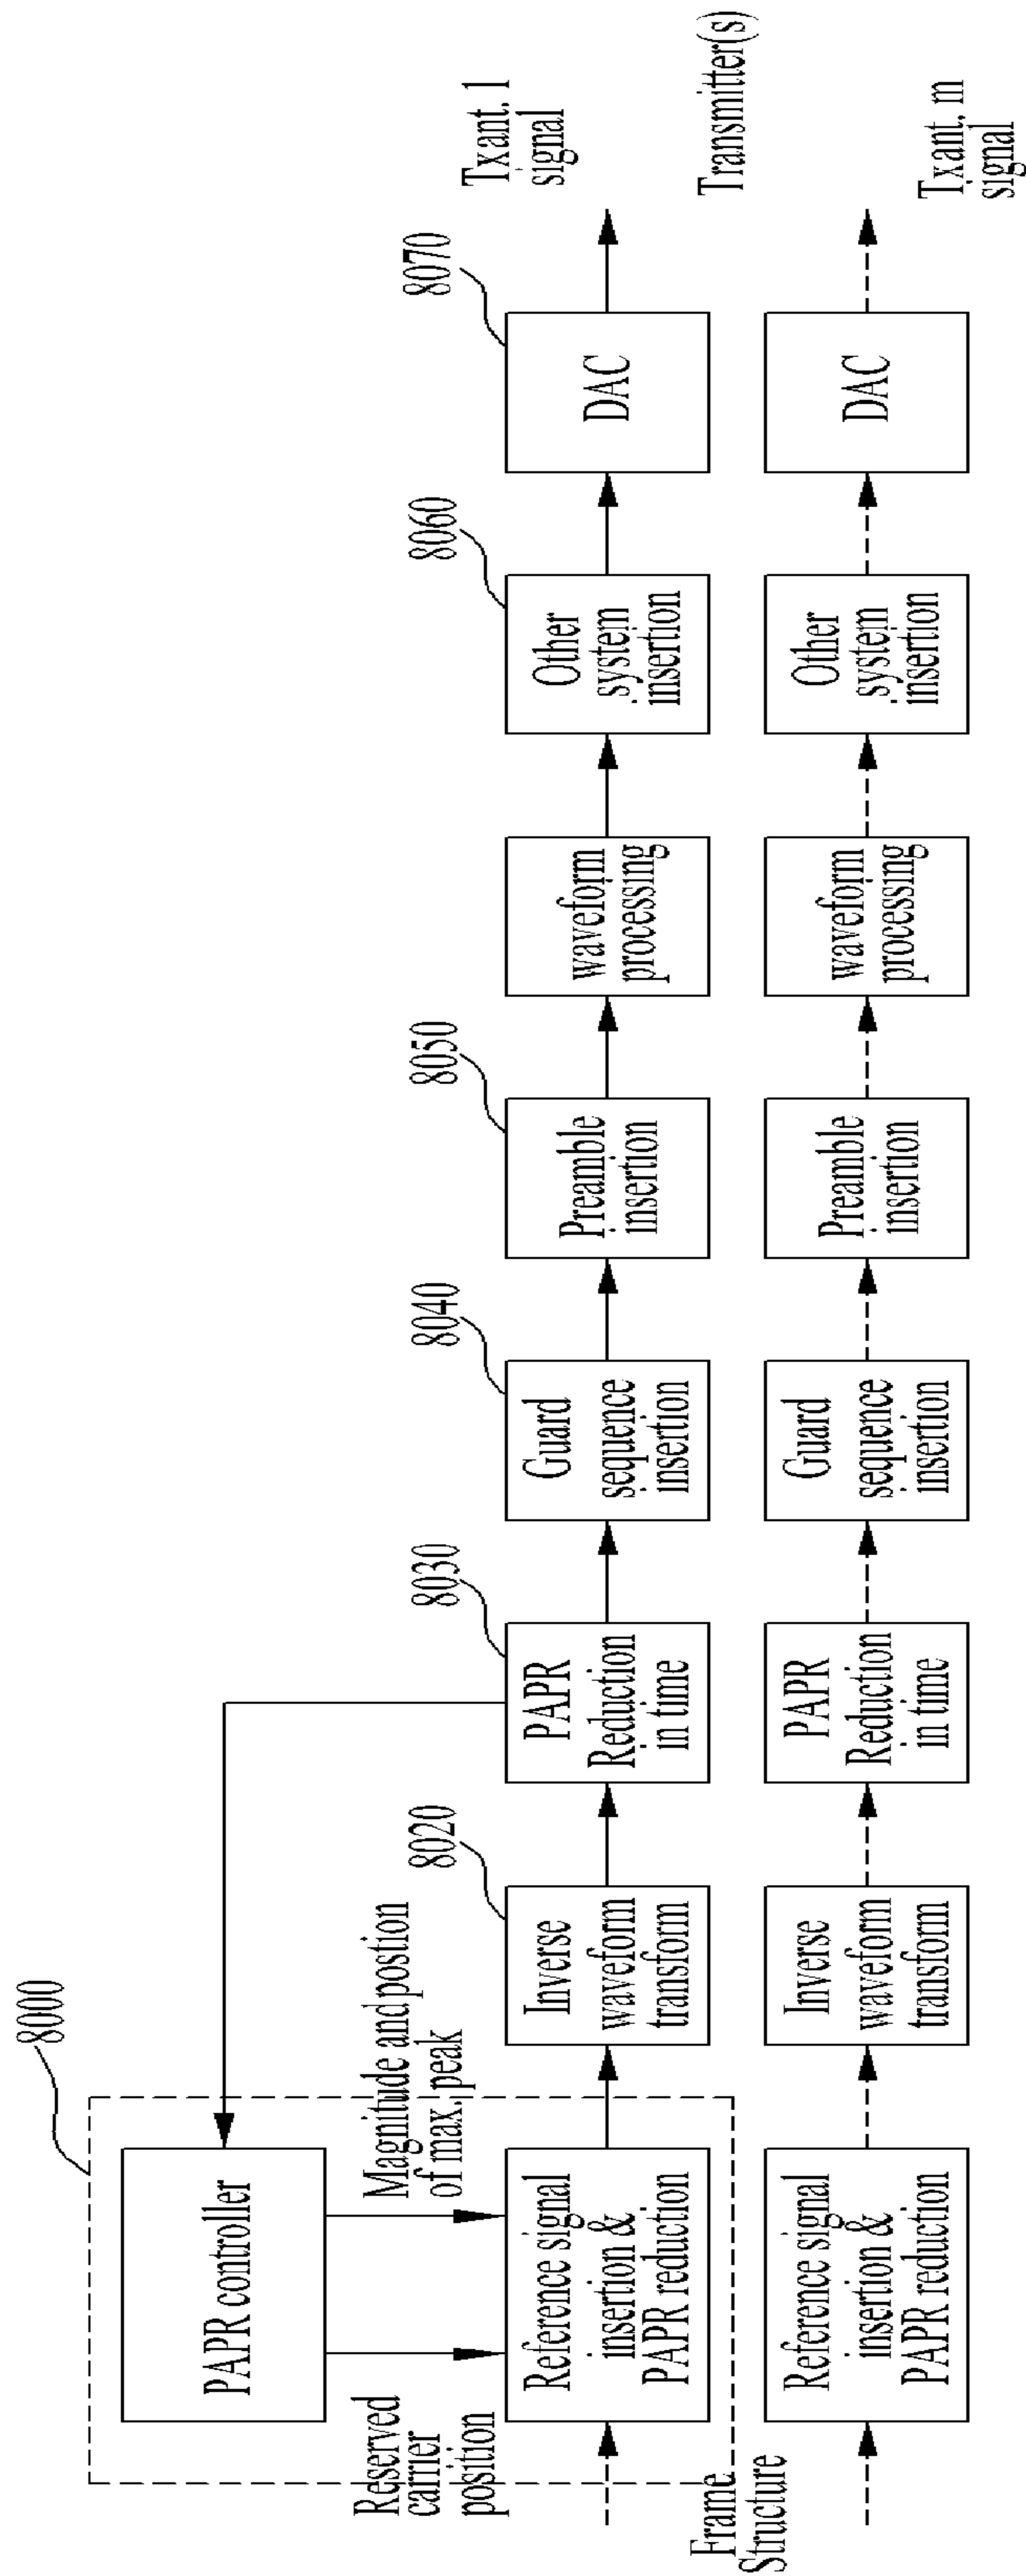 8000
PAPR controller
Reserved
carrier
position
Magnitude and postion
of max. peak
Frame
Structure
Reference signal
insertion &
PAPR reduction
8020
Inverse
waveform
transform
8030
PAPR
Reduction
in time
8040
Guard
sequence
insertion
8050
Preamble
insertion
waveform
processing
8060
Other
system
insertion
8070
DAC
Txant. 1
signal
Transmitter(s)
Reference signal
insertion &
PAPR reduction
Inverse
waveform
transform
PAPR
Reduction
in time
Guard
sequence
insertion
Preamble
insertion
waveform
processing
Other
system
insertion
DAC
Txant. m
signal